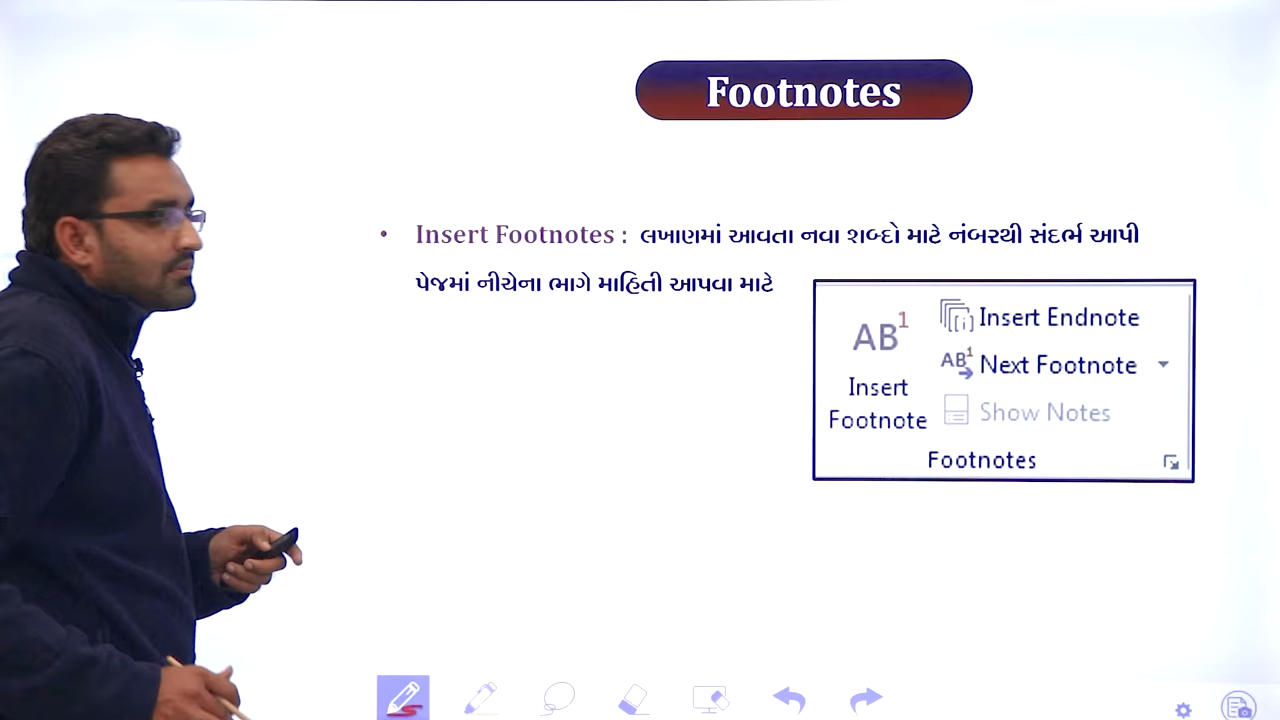 Footnotes
• Insert Footnotes : લખાણમાં આવતા નવા શબ્દો માટે નંબરથી સંદર્ભ આપી
પેજમાં નીચેના ભાગે માહિતી આપવા માટે
AB1
Insert
Footnote
Insert Endnote
AB1
Next Footnote
Show Notes
Footnotes